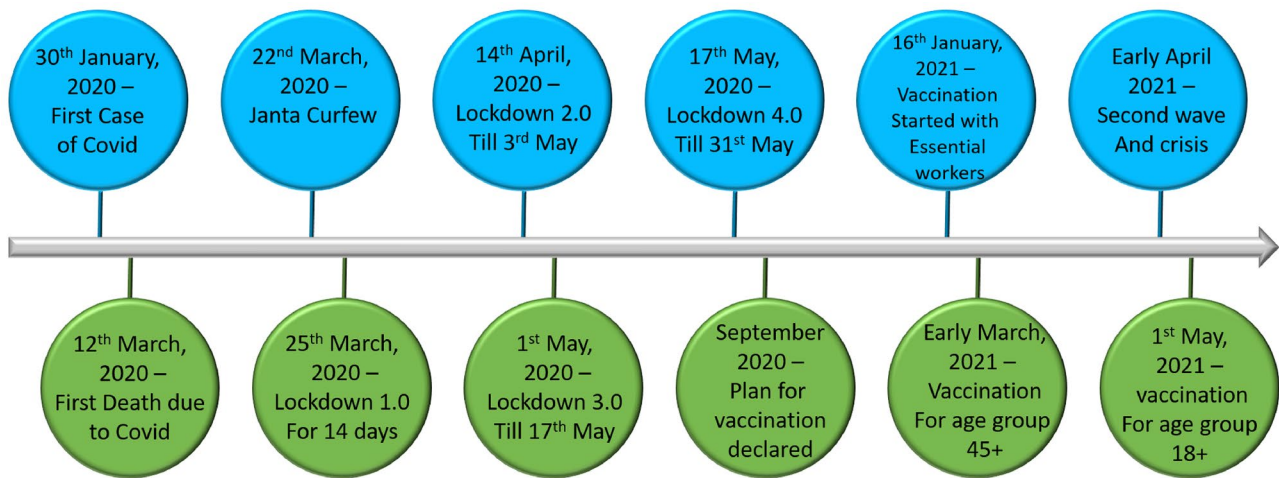 30th January,
2020 –
First Case
of Covid
12th March,
2020 –
First Death due
to Covid
22nd March,
2020 –
Janta Curfew
25th March,
2020 –
Lockdown 1.0
For 14 days
14th April,
2020 –
Lockdown 2.0
Till 3rd May
1st May,
2020 –
Lockdown 3.0
Till 17th May
17th May,
2020 –
Lockdown 4.0
Till 31st May
September
2020 –
Plan for
vaccination
declared
16th January,
2021 –
Vaccination
Started with
Essential
workers
Early March,
2021 –
Vaccination
For age group
45+
Early April
2021 –
Second wave
And crisis
1st May,
2021 –
vaccination
For age group
18+